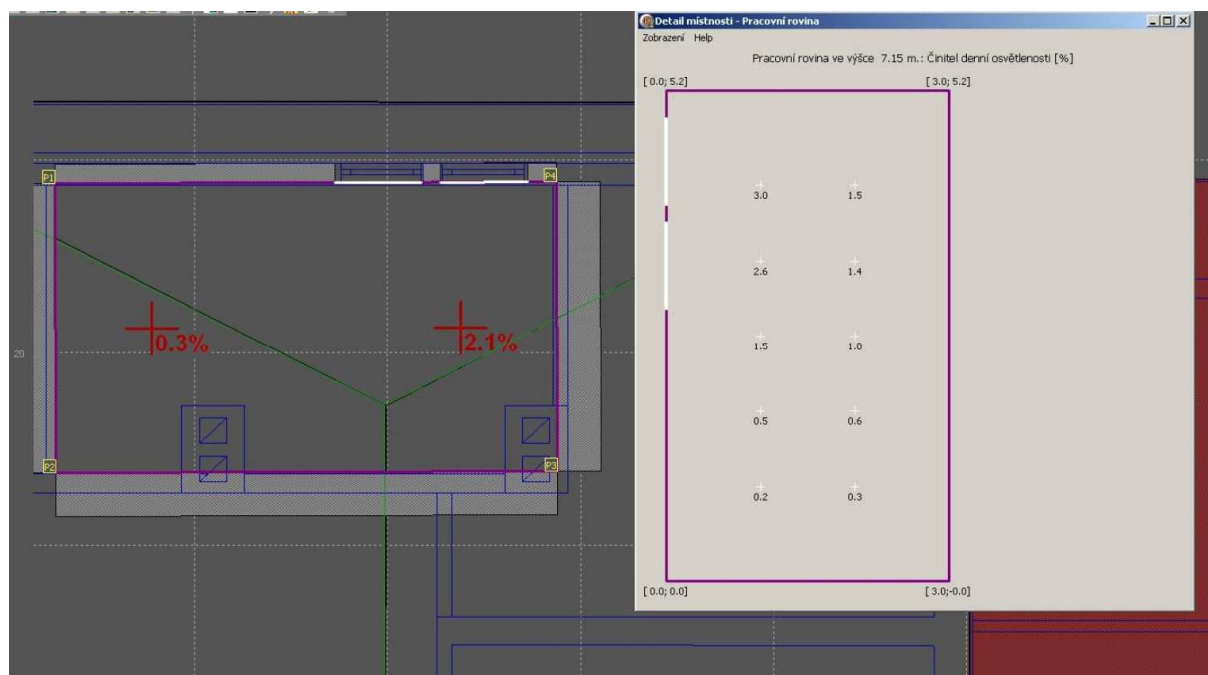 P1
P4
0.3%
2.1%
20
P2
P3
Detail místnosti - Pracovní rovina
Zobrazení Help
Pracovní rovina ve výšce 7.15 m.: Činitel denní osvětlenosti [%]
[ 0.0; 5.2] [ 3.0; 5.2]
3.0 1.5
2.6 1.4
1.5 1.0
0.5 0.6
0.2 0.3
[ 0.0; 0.0] [ 3.0;-0.0]